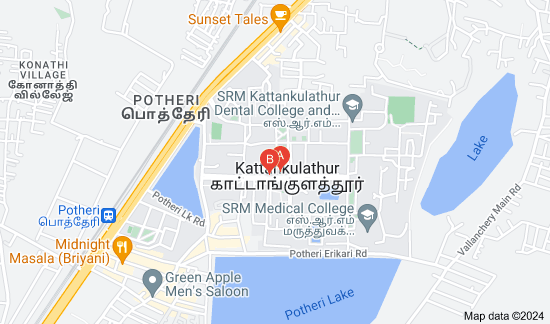 Sunset Tales
KONATHI
VILLAGE
கோனாத்தி
வில்லேஜ்
POTHERI
பொத்தேரி
SRM Kattankulathur
Dental College and...
எஸ்.ஆர்.எம்...
Lake
B A
Kattankulathur
காட்டாங்குளத்தூர்
Vallanchery Main Rd
Potheri Lk Rd
Potheri
பொத்தேரி
SRM Medical College
எஸ்.ஆர்.எம்
மருத்துவக்...
Midnight
Masala (Briyani)
Potheri Erikari Rd
Green Apple
Men's Saloon
Potheri Lake
Map data ©2024